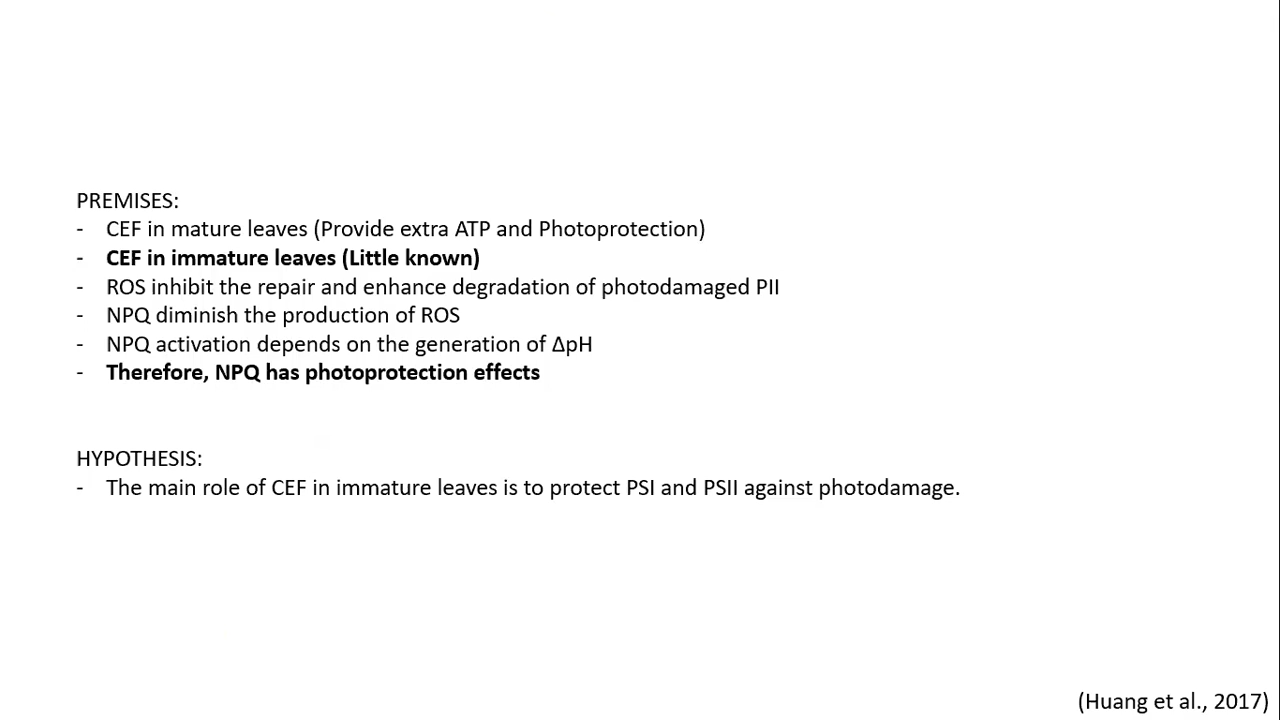 PREMISES:
- CEF in mature leaves (Provide extra ATP and Photoprotection)
- CEF in immature leaves (Little known)
- ROS inhibit the repair and enhance degradation of photodamaged PII
- NPQ diminish the production of ROS
- NPQ activation depends on the generation of ΔpH
- Therefore, NPQ has photoprotection effects
HYPOTHESIS:
- The main role of CEF in immature leaves is to protect PSI and PSII against photodamage.
(Huang et al., 2017)